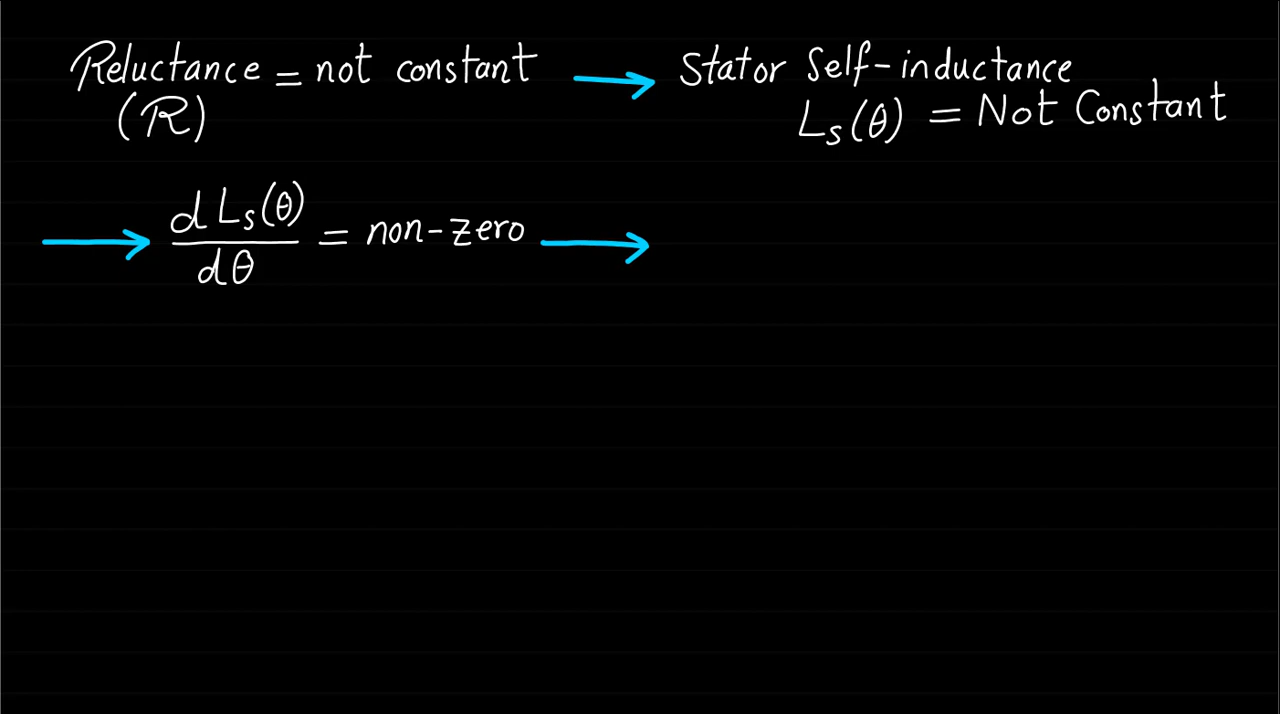 Reluctance = not constant → Stator Self-inductance
(R) Ls(θ) = Not Constant
→ dLs(θ)/dθ = non-zero →